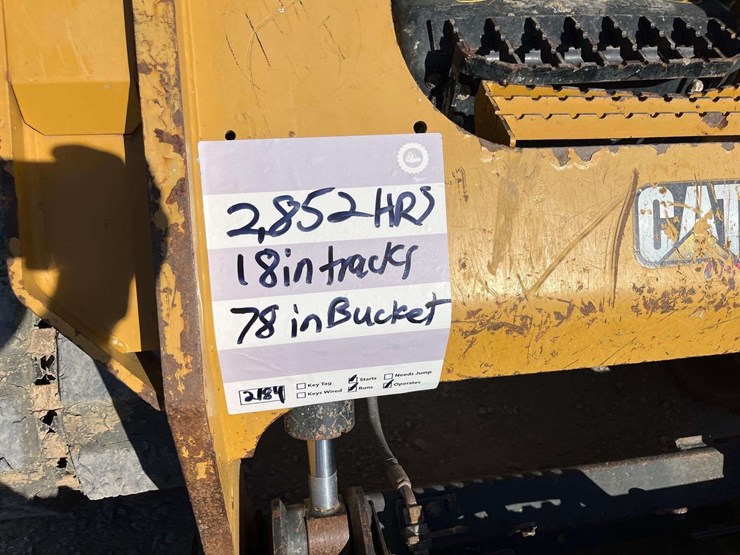 2,852 HRS
18 in tracks
78 in Bucket
2184
Key Tag Starts Needs Jump
Keys Wired Runs Operates
CAT